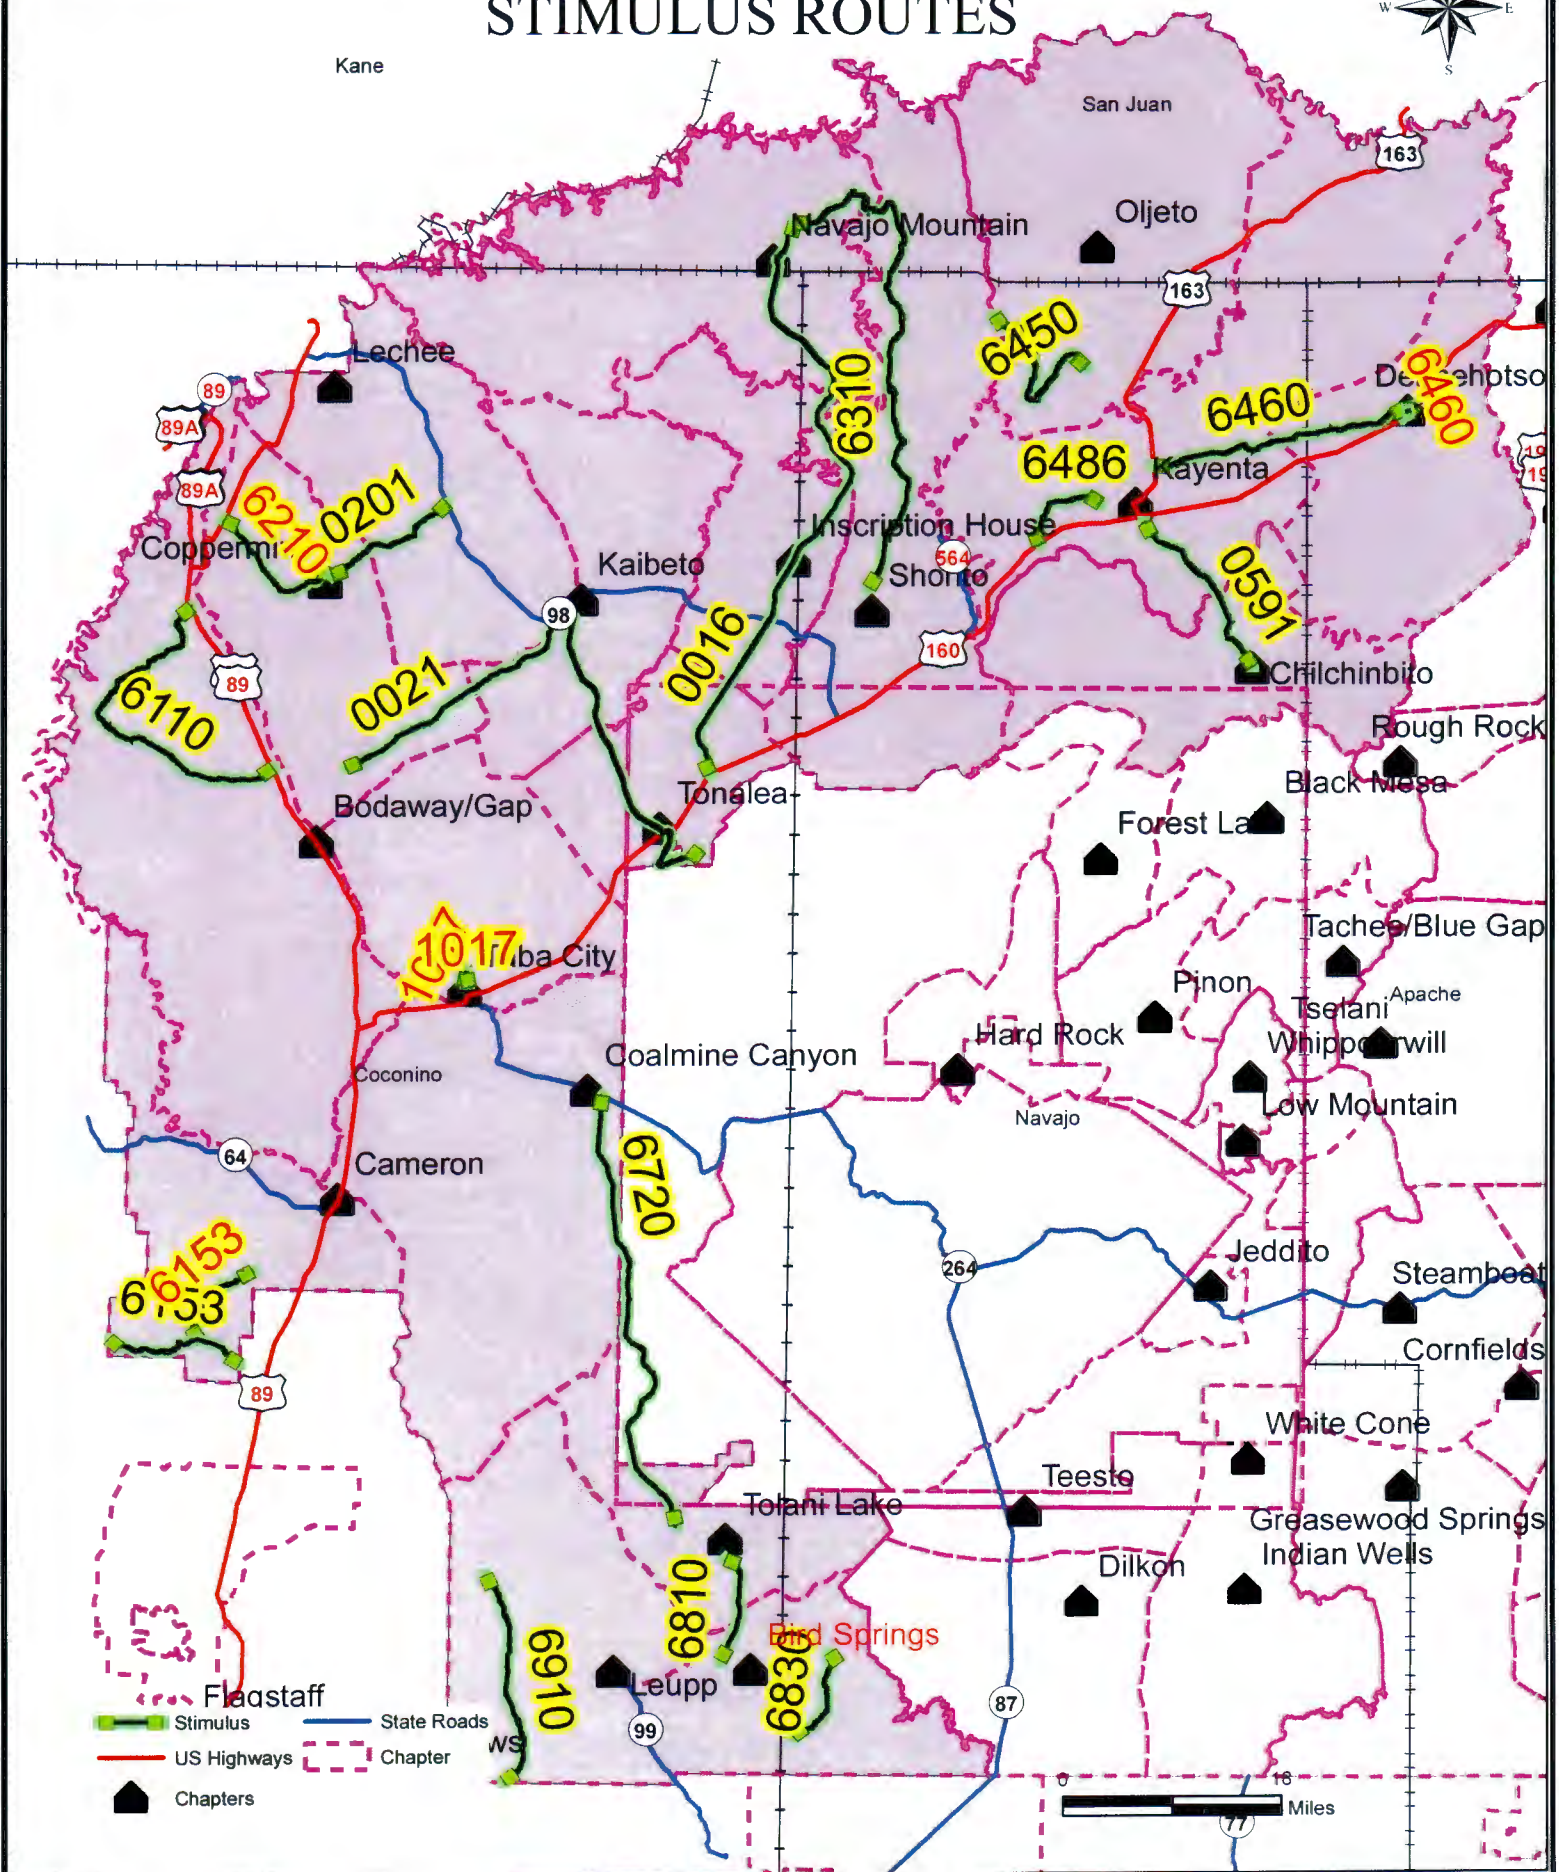 STIMULUS ROUTES
W
E
S
Kane
San Juan
163
Oljeto
Navajo Mountain
163
6450
Lechee
89
89A
89A
6310
6460
6460
6486
Kayenta
6210
0201
Inscription House
564
Shonto
Kaibeto
98
0016
160
0591
Chilchinbito
89
6110
0021
Rough Rock
Black Mesa
Tonalea
Bodaway/Gap
Tachee/Blue Gap
1017
Pinon
Apache
Tselani
Hard Rock
Whippoorwill
Coalmine Canyon
Coconino
Navajo
Low Mountain
64
Cameron
6720
6153
6153
Jeddito
264
Steamboat
Cornfields
89
White Cone
Teesto
Tolani Lake
Greasewood Springs
Indian Wells
Dilkon
6810
Bird Springs
6910
Leupp
6830
87
99
Flagstaff
Stimulus
State Roads
US Highways
Chapter
Chapters
ws
0
18
Miles
77